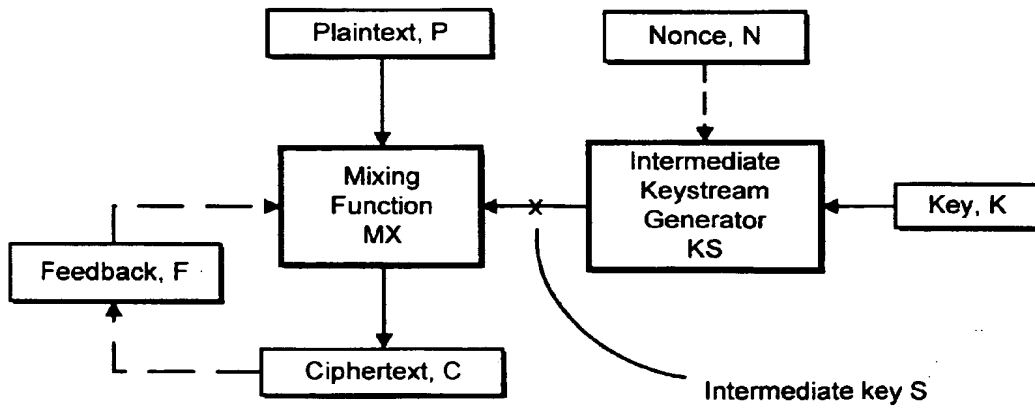 Plaintext, P
Nonce, N
Mixing
Function
MX
Intermediate
Keystream
Generator
KS
Key, K
Feedback, F
Ciphertext, C
Intermediate key S